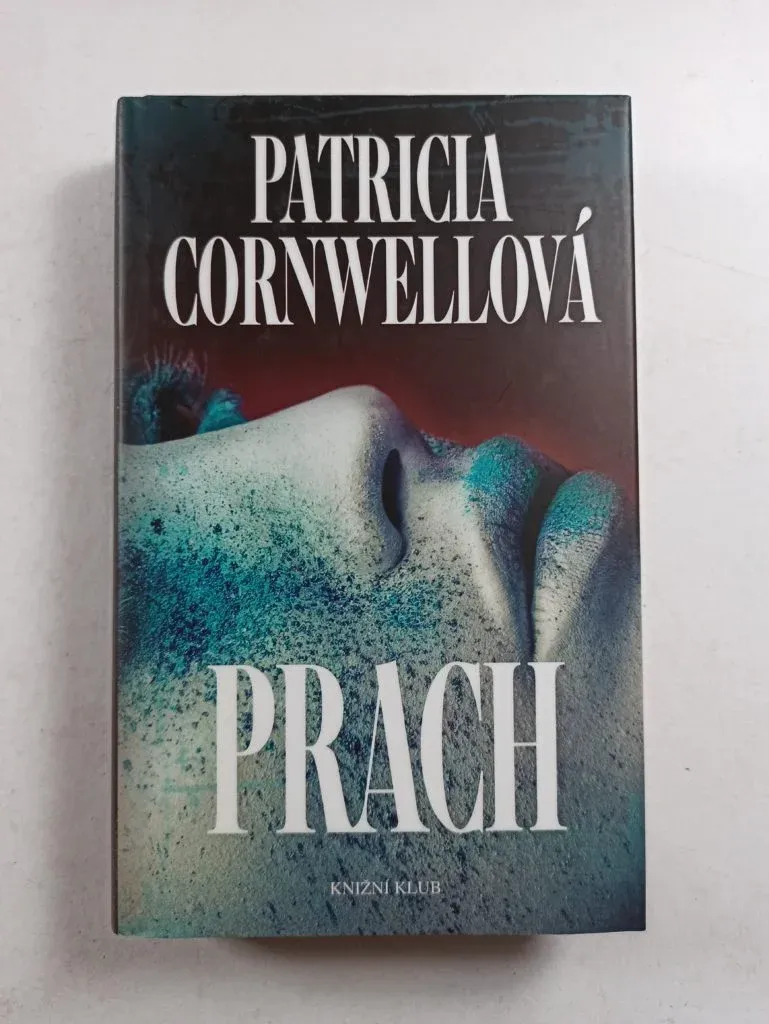 PATRICIA
CORNWELLOVÁ
PRACH
KNIŽNÍ KLUB